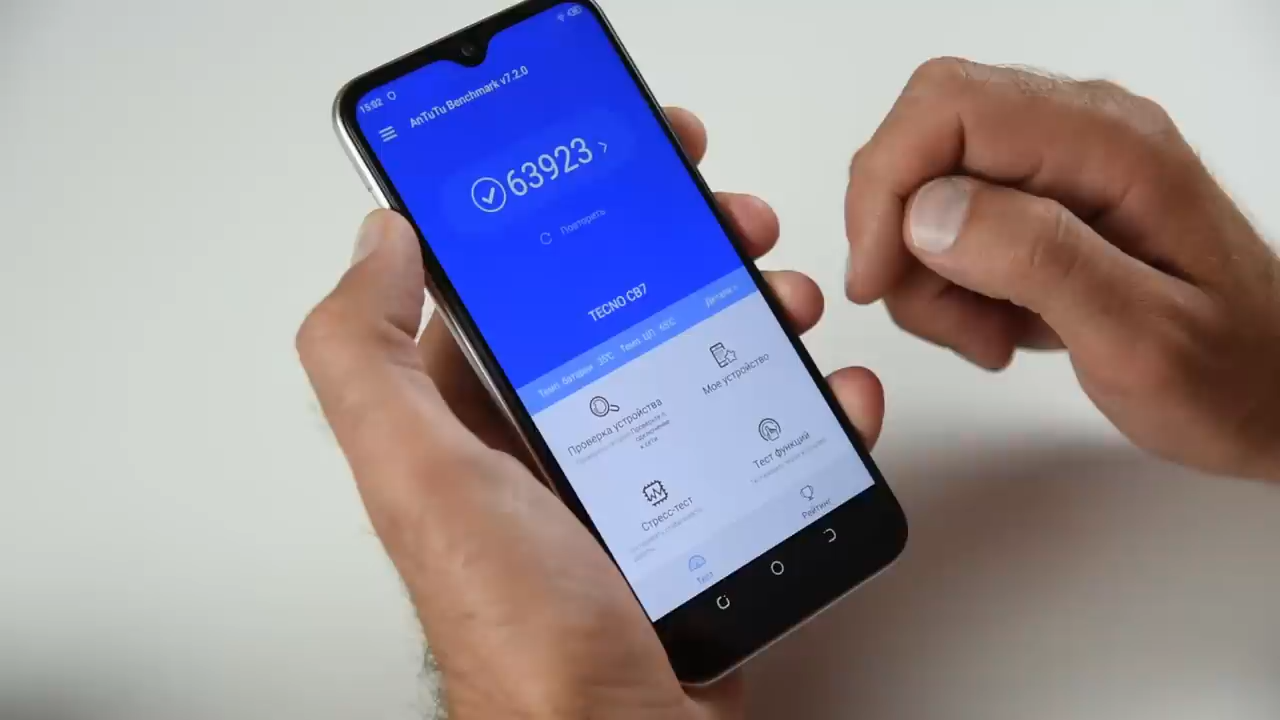 15:02
AnTuTu Benchmark v7.2.0
63923
Повторить
TECNO CB7
Темп батареи 35°C Темп ЦП 65°C Детали
Проверка устройства
Мое устройство
Стресс-тест
Тест функций
Тест
Рейтинг